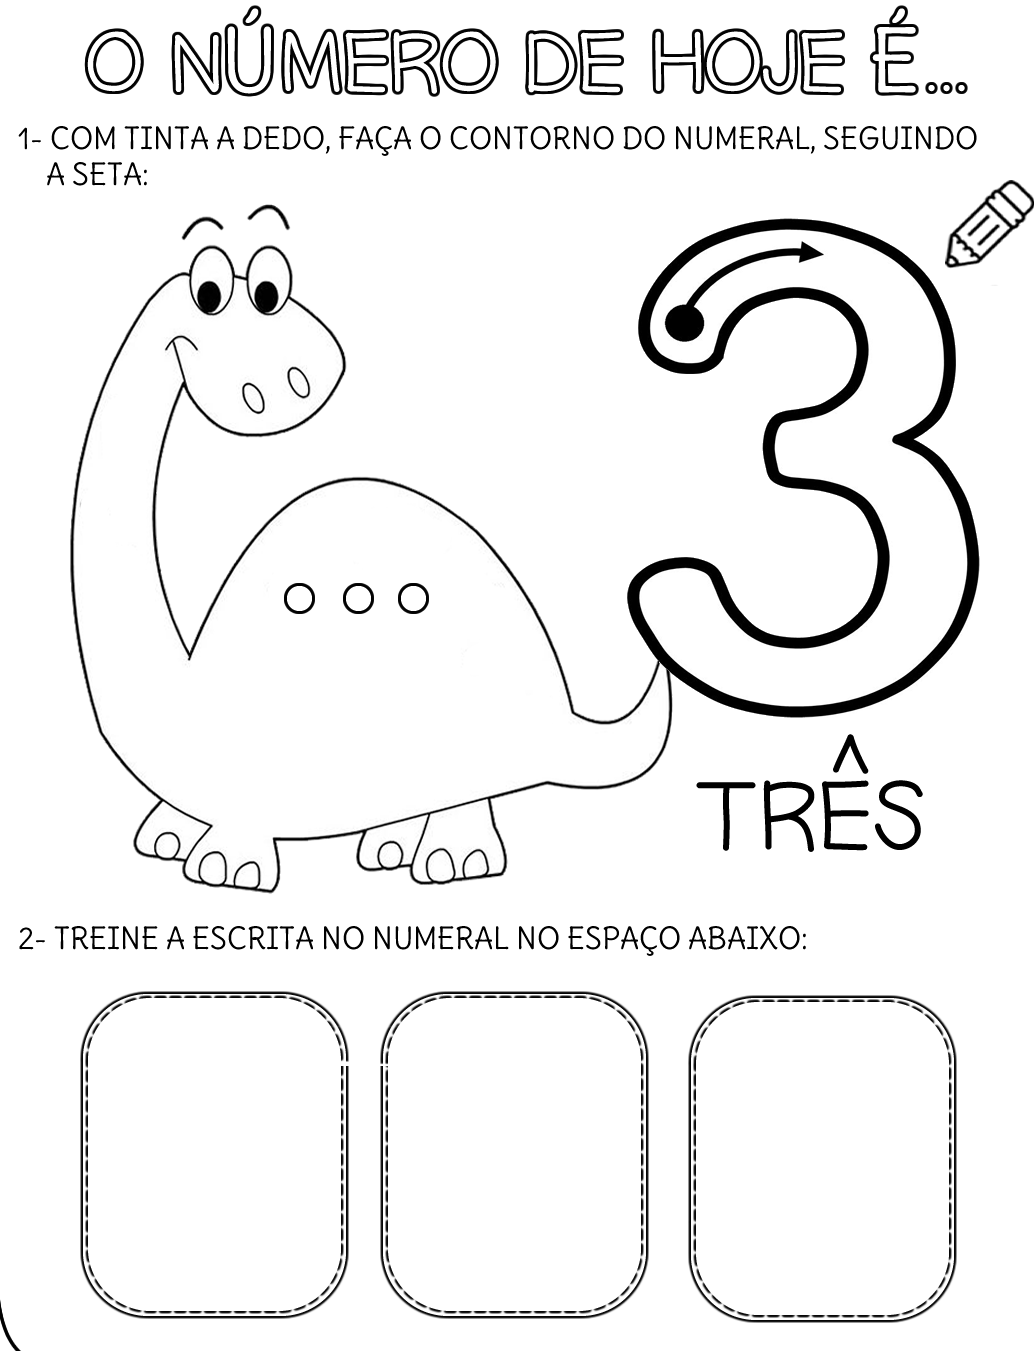 O NÚMERO DE HOJE É...
1- COM TINTA A DEDO, FAÇA O CONTORNO DO NUMERAL, SEGUINDO
A SETA:
3
TRÊS
2- TREINE A ESCRITA NO NUMERAL NO ESPAÇO ABAIXO: